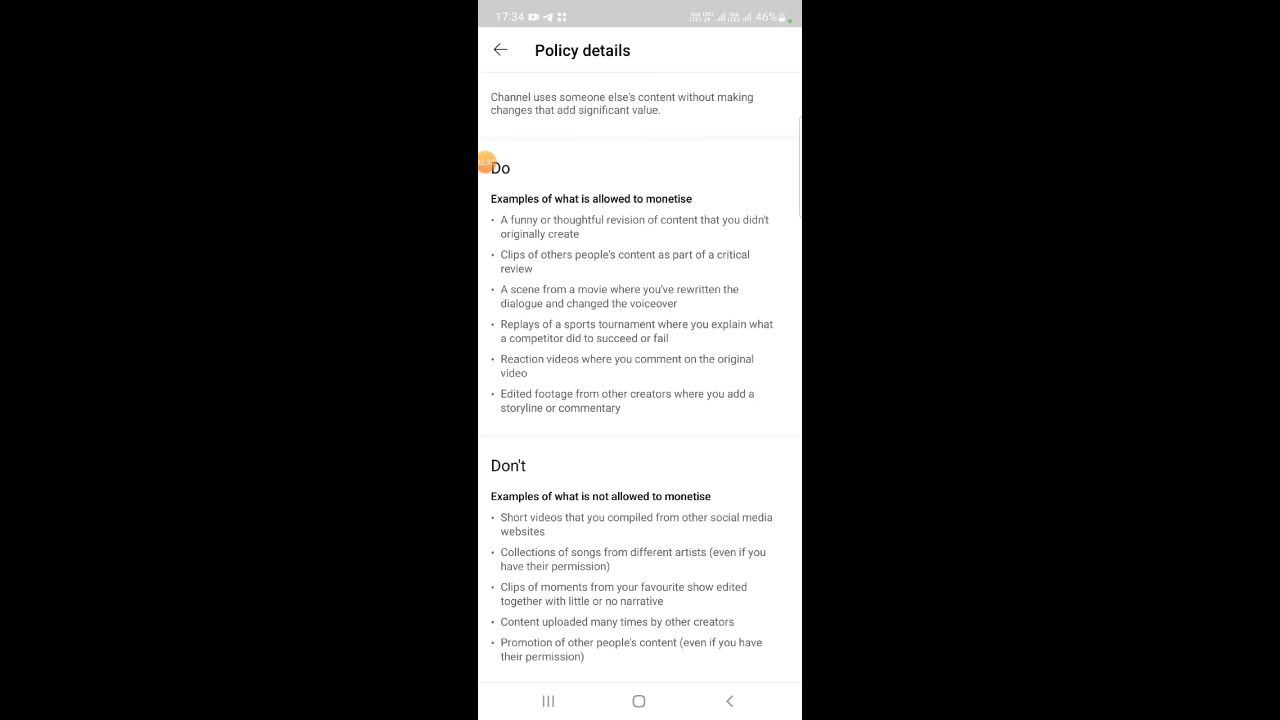 17:34
46%
Policy details
Channel uses someone else's content without making
changes that add significant value.
Do
Examples of what is allowed to monetise
• A funny or thoughtful revision of content that you didn't
originally create
• Clips of others people's content as part of a critical
review
• A scene from a movie where you've rewritten the
dialogue and changed the voiceover
• Replays of a sports tournament where you explain what
a competitor did to succeed or fail
• Reaction videos where you comment on the original
video
• Edited footage from other creators where you add a
storyline or commentary
Don't
Examples of what is not allowed to monetise
• Short videos that you compiled from other social media
websites
• Collections of songs from different artists (even if you
have their permission)
• Clips of moments from your favourite show edited
together with little or no narrative
• Content uploaded many times by other creators
• Promotion of other people's content (even if you have
their permission)